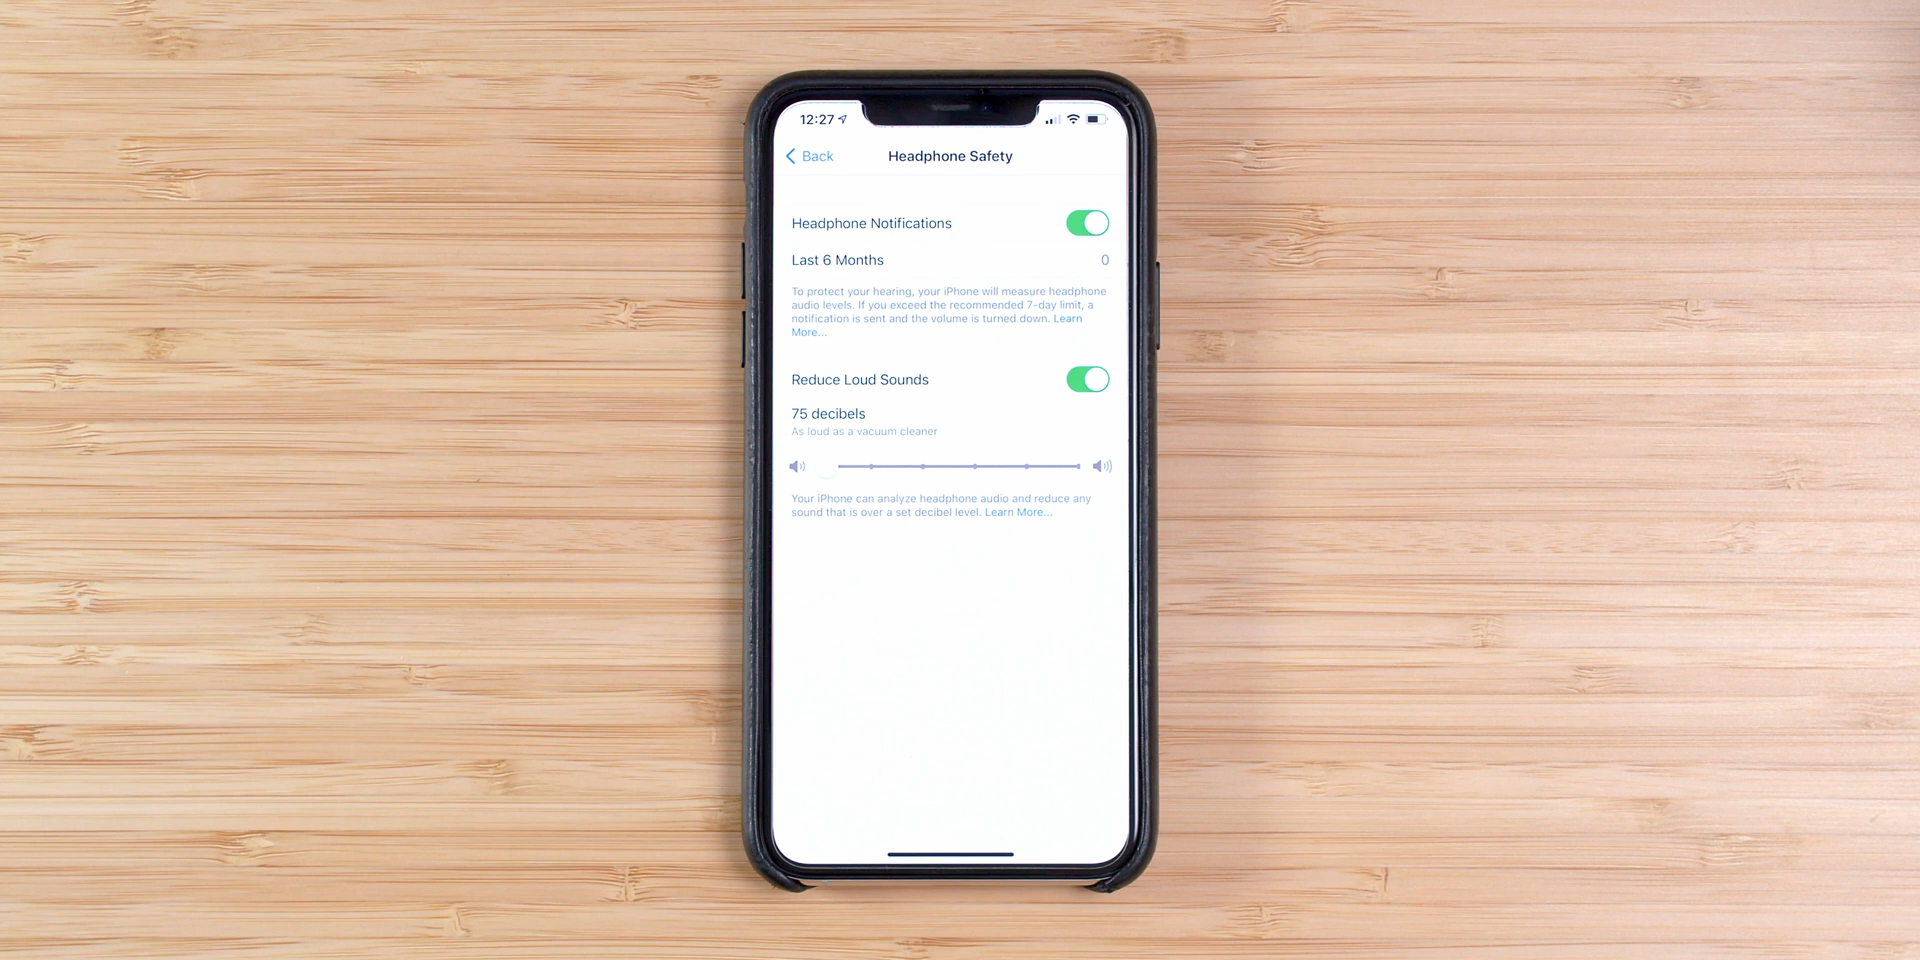 12:27
Back
Headphone Safety
Headphone Notifications
Last 6 Months 0
To protect your hearing, your iPhone will measure headphone
audio levels. If you exceed the recommended 7-day limit, a
notification is sent and the volume is turned down. Learn
More...
Reduce Loud Sounds
75 decibels
As loud as a vacuum cleaner
Your iPhone can analyze headphone audio and reduce any
sound that is over a set decibel level. Learn More...